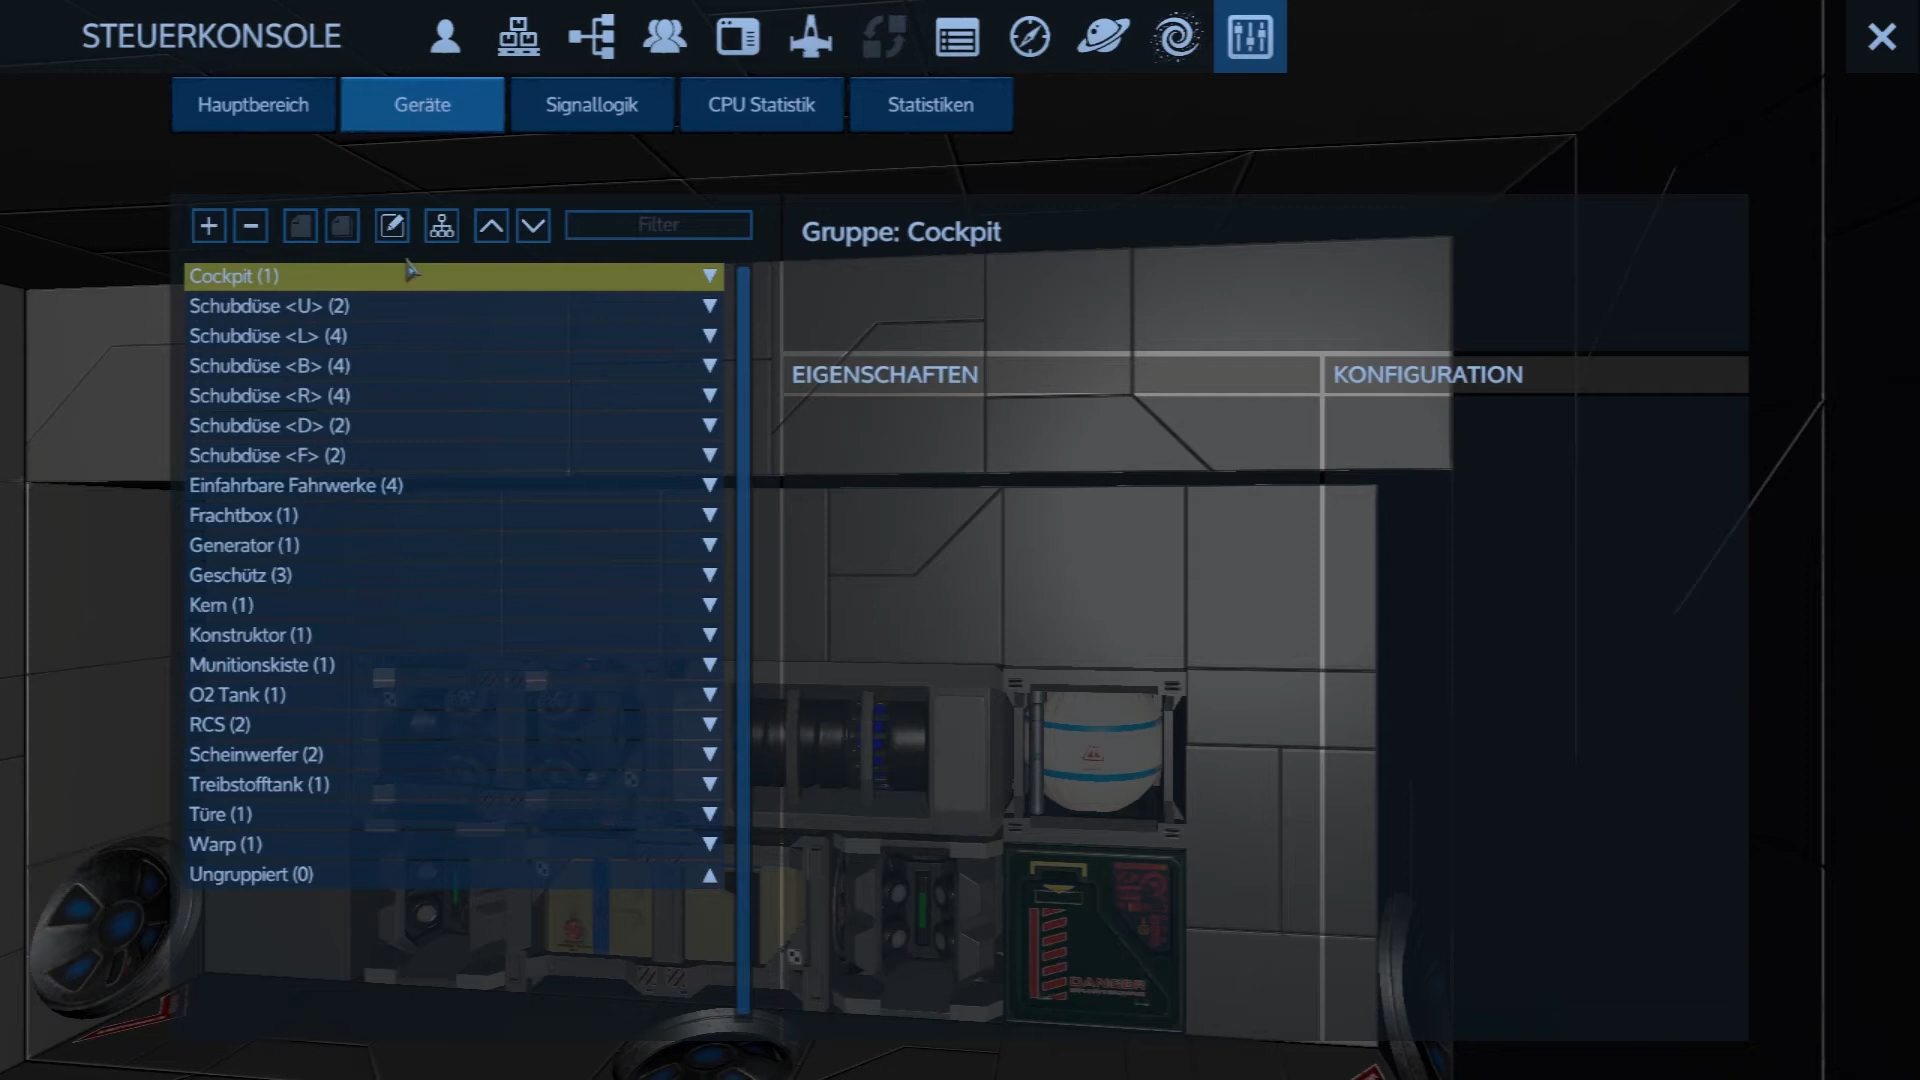 STEUERKONSOLE
Hauptbereich
Geräte
Signallogik
CPU Statistik
Statistiken
Filter
Gruppe: Cockpit
Cockpit (1)
Schubdüse <U> (2)
Schubdüse <L> (4)
Schubdüse <B> (4)
Schubdüse <R> (4)
Schubdüse <D> (2)
Schubdüse <F> (2)
Einfahrbare Fahrwerke (4)
Frachtbox (1)
Generator (1)
Geschütz (3)
Kern (1)
Konstruktor (1)
Munitionskiste (1)
O2 Tank (1)
RCS (2)
Scheinwerfer (2)
Treibstofftank (1)
Türe (1)
Warp (1)
Ungruppiert (0)
EIGENSCHAFTEN
KONFIGURATION
DANGER